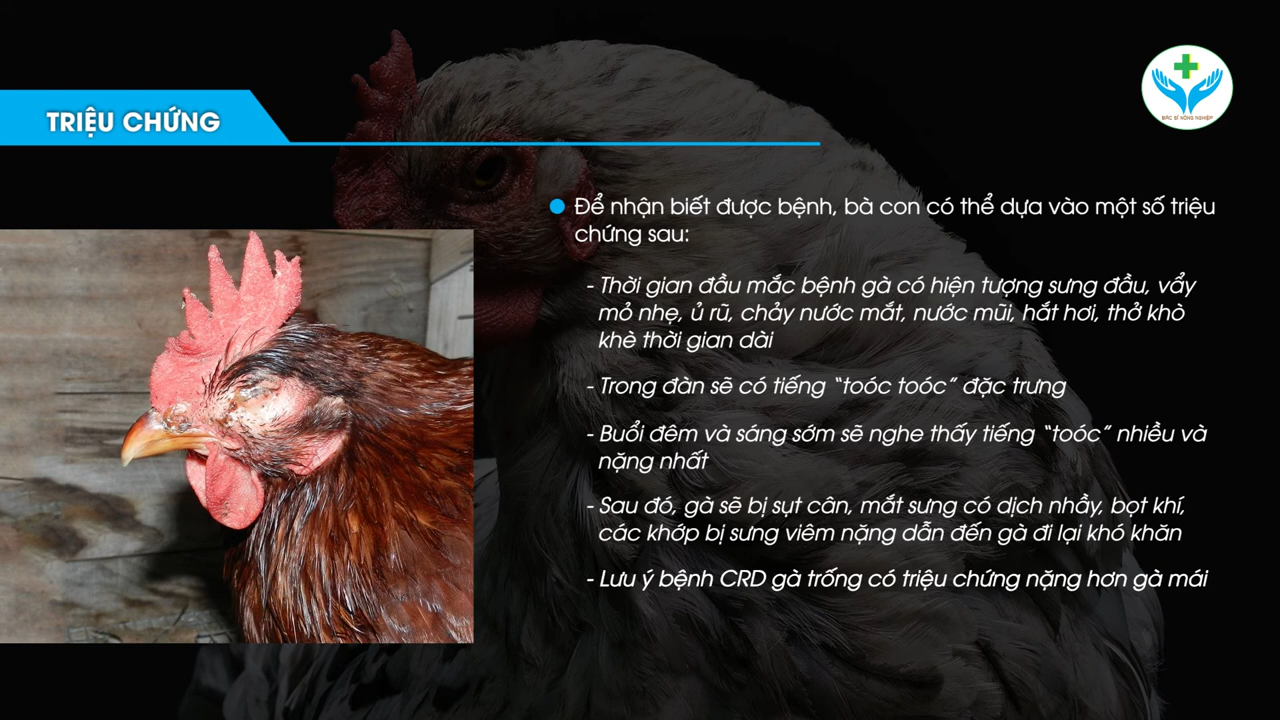 TRIỆU CHỨNG
BÁC SĨ NÔNG NGHIỆP
Để nhận biết được bệnh, bà con có thể dựa vào một số triệu
chứng sau:
- Thời gian đầu mắc bệnh gà có hiện tượng sưng đầu, vẩy
mỏ nhẹ, ủ rũ, chảy nước mắt, nước mũi, hắt hơi, thở khò
khè thời gian dài
- Trong đàn sẽ có tiếng “toóc toóc” đặc trưng
- Buổi đêm và sáng sớm sẽ nghe thấy tiếng “toóc” nhiều và
nặng nhất
- Sau đó, gà sẽ bị sụt cân, mắt sưng có dịch nhầy, bọt khí,
các khớp bị sưng viêm nặng dẫn đến gà đi lại khó khăn
- Lưu ý bệnh CRD gà trống có triệu chứng nặng hơn gà mái